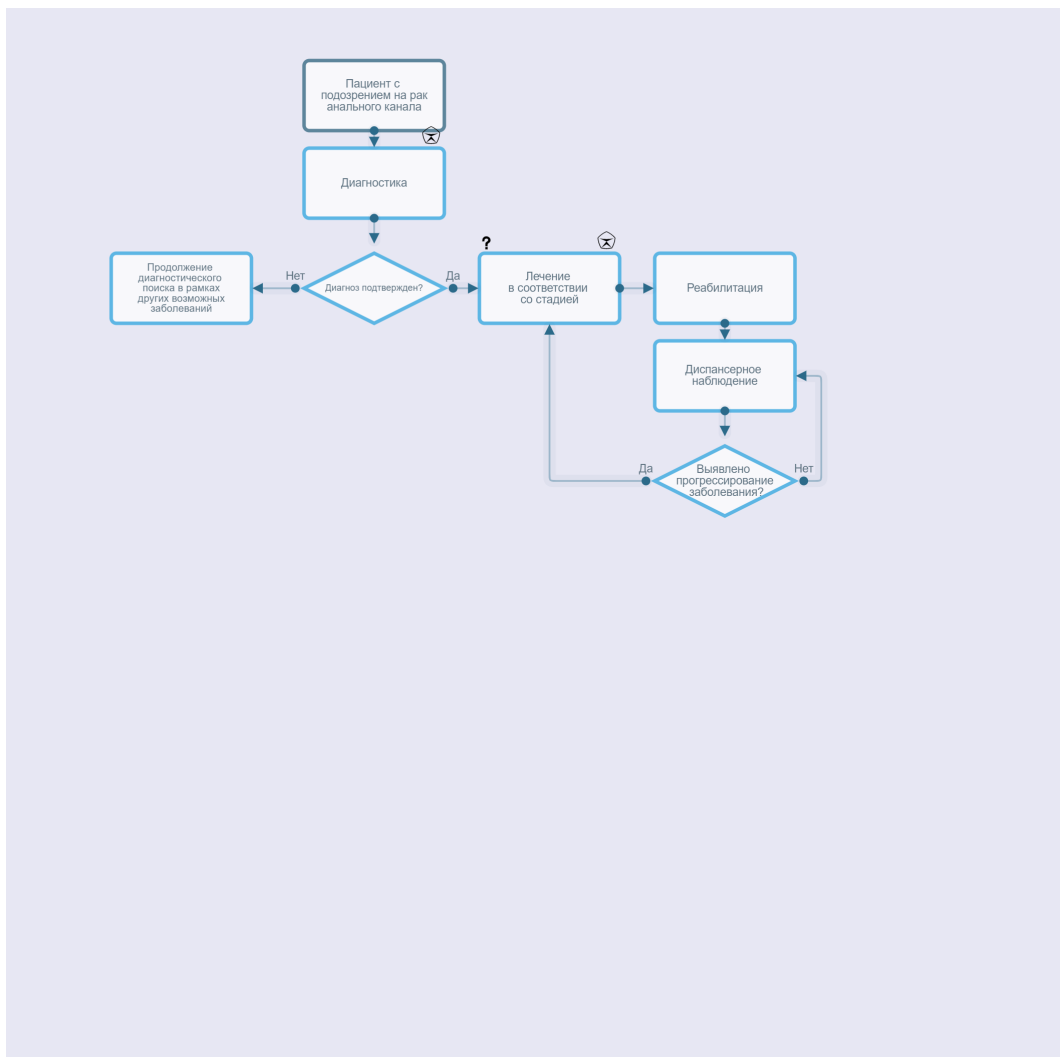 Пациент с
подозрением на рак
анального канала
Диагностика
Продолжение
диагностического
поиска в рамках
других возможных
заболеваний
Нет
Диагноз подтвержден?
Да
?
Лечение
в соответствии
со стадией
Реабилитация
Диспансерное
наблюдение
Да
Выявлено
прогрессирование
заболевания?
Нет